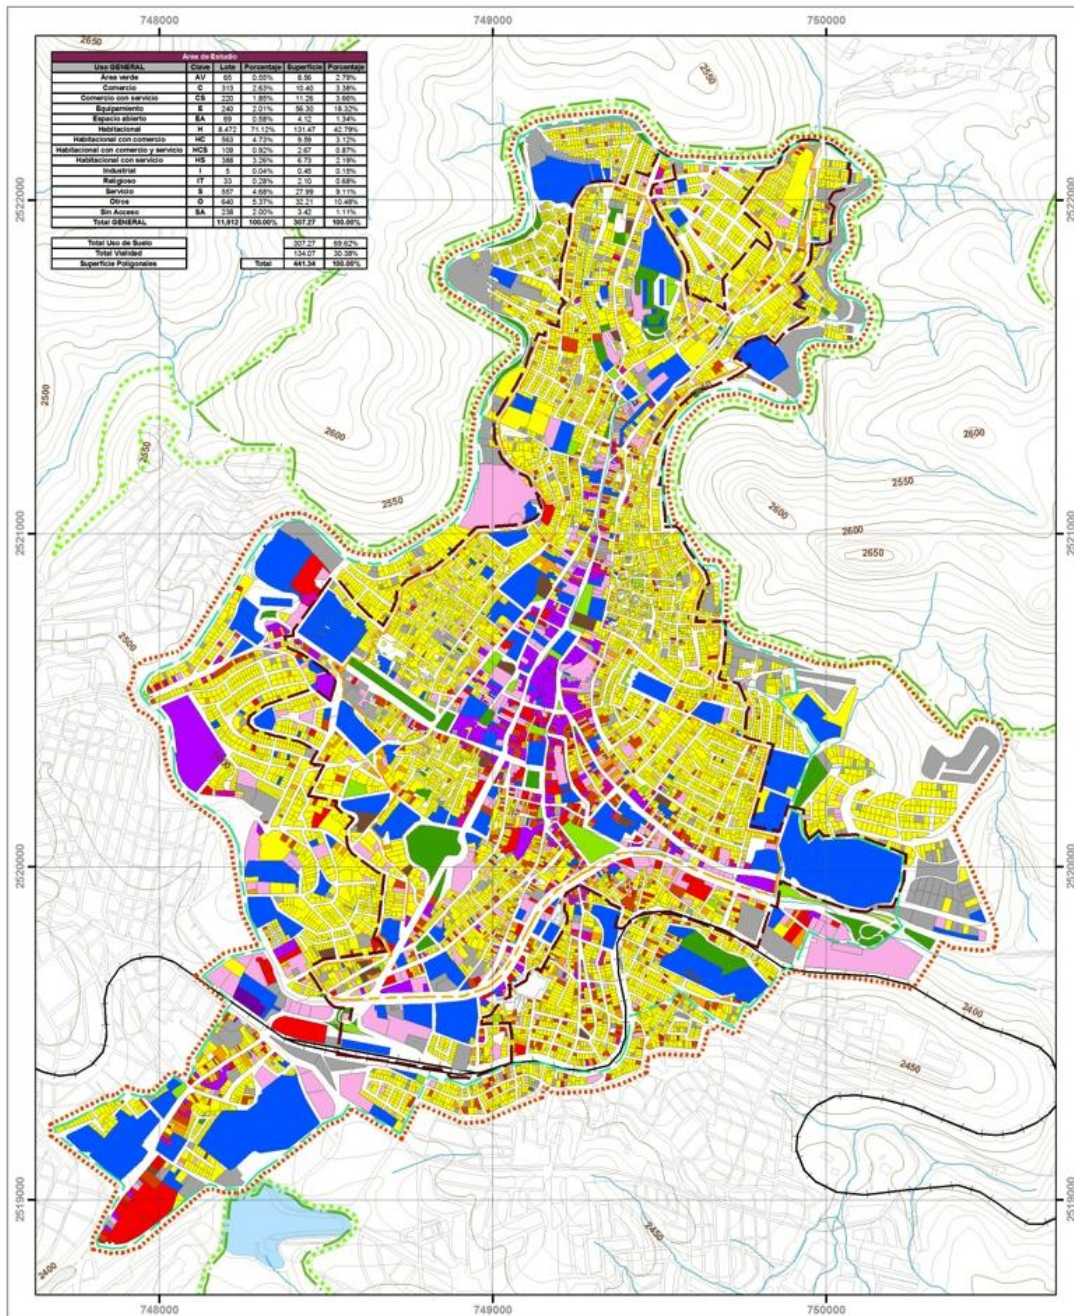 748000 749000 750000
2650
2550
Área de Estudio
Uso GENERAL Clave Lote Porcentaje Superficie Porcentaje
Área verde AV 65 0.55% 8.56 2.79%
Comercio C 313 2.63% 10.40 3.38%
Comercio con servicio CS 220 1.85% 11.26 3.66%
Equipamiento E 240 2.01% 56.30 18.32%
Espacio abierto EA 69 0.58% 4.12 1.34%
Habitacional H 8,472 71.12% 131.47 42.79%
Habitacional con comercio HC 563 4.73% 9.59 3.12%
Habitacional con comercio y servicio HCS 109 0.92% 2.67 0.87%
Habitacional con servicio HS 388 3.26% 6.73 2.19%
Industrial I 5 0.04% 0.45 0.15%
Religioso IT 33 0.28% 2.10 0.68%
Servicio S 557 4.68% 27.99 9.11%
Otros O 640 5.37% 32.21 10.48%
Sin Acceso SA 238 2.00% 3.42 1.11%
Total GENERAL 11,912 100.00% 307.27 100.00%
Total Uso de Suelo 307.27 69.62%
Total Vialidad 134.07 30.38%
Superficie Poligonales Total 441.34 100.00%
2522000 2522000
2500
2600
2600
2550
2550
2550
2600
2600
2650
2521000 2521000
2500
2520000 2520000
2400
2450
2519000 2519000
2450
2400
748000 749000 750000